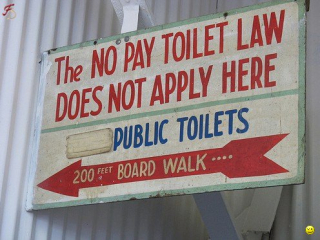 The NO PAY TOILET LAW
DOES NOT APPLY HERE
PUBLIC TOILETS
200 FEET BOARD WALK ····